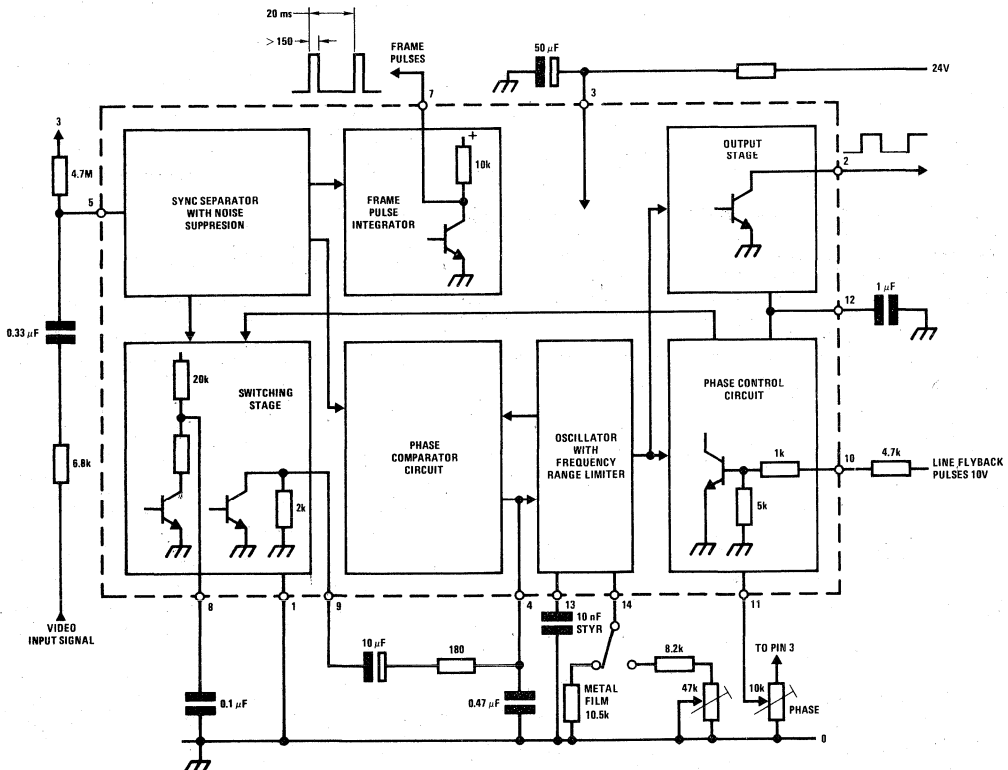 20 ms
> 150
FRAME
PULSES
7
50 µF
3
24V
3
4.7M
5
SYNC SEPARATOR
WITH NOISE
SUPPRESION
FRAME
PULSE
INTEGRATOR
+
10k
OUTPUT
STAGE
2
12
1 µF
0.33 µF
20k
SWITCHING
STAGE
2k
PHASE
COMPARATOR
CIRCUIT
OSCILLATOR
WITH
FREQUENCY
RANGE LIMITER
PHASE CONTROL
CIRCUIT
1k
5k
10
4.7k
LINE FLYBACK
PULSES 10V
6.8k
VIDEO
INPUT SIGNAL
8
1
9
4
13
14
11
10 nF
STYR
10 µF
180
0.1 µF
0.47 µF
METAL
FILM
10.5k
8.2k
47k
TO PIN 3
10k
PHASE
0